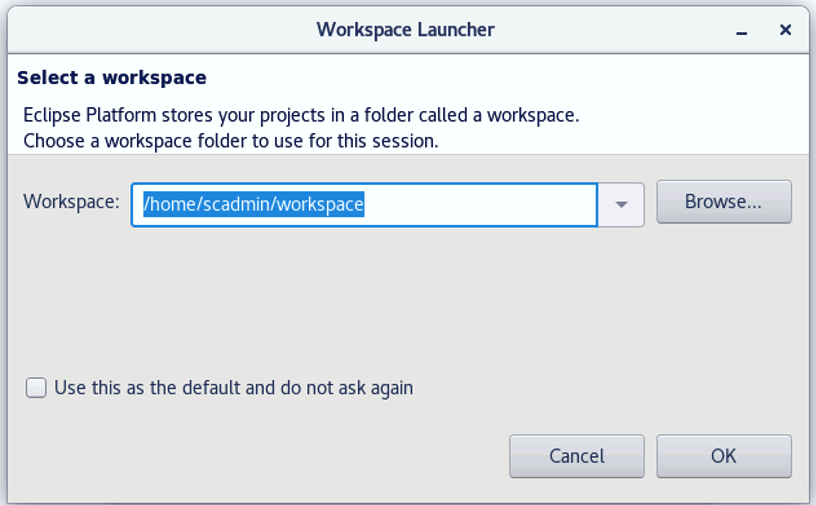 Workspace Launcher
Select a workspace
Eclipse Platform stores your projects in a folder called a workspace.
Choose a workspace folder to use for this session.
Workspace: /home/scadmin/workspace Browse...
Use this as the default and do not ask again
Cancel OK